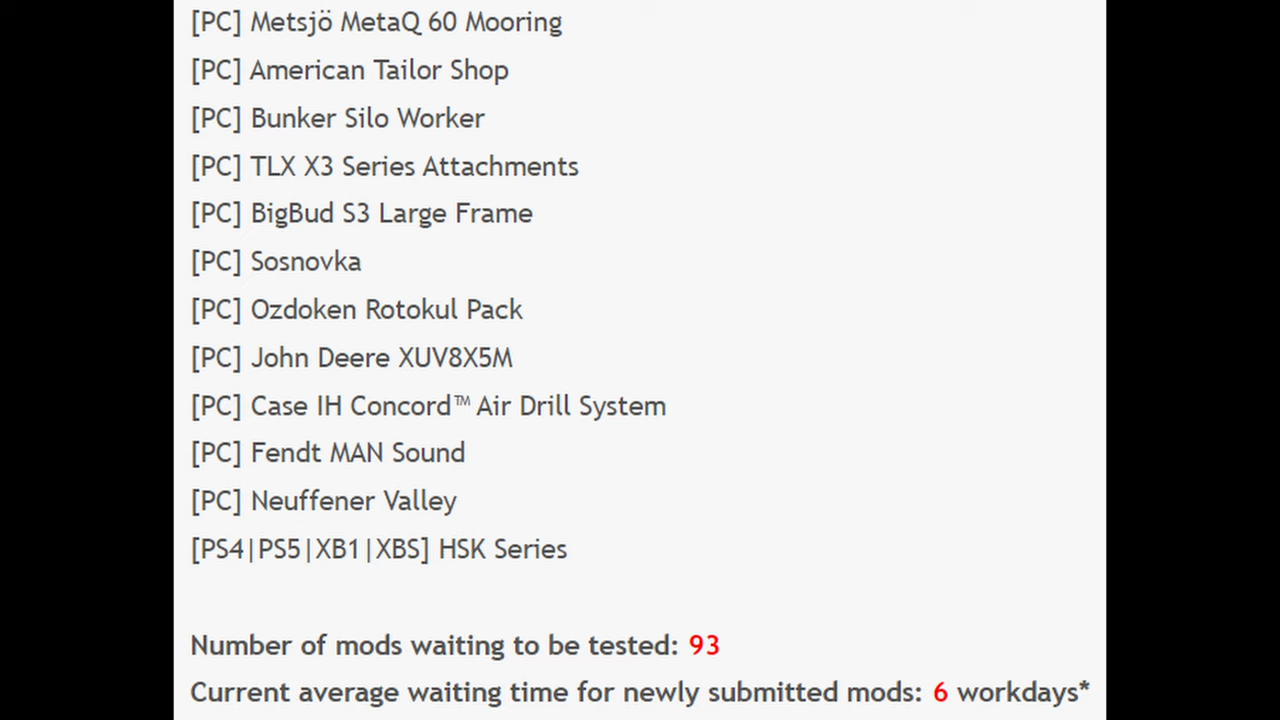 [PC] Metsjö MetaQ 60 Mooring
[PC] American Tailor Shop
[PC] Bunker Silo Worker
[PC] TLX X3 Series Attachments
[PC] BigBud S3 Large Frame
[PC] Sosnovka
[PC] Ozdoken Rotokul Pack
[PC] John Deere XUV8X5M
[PC] Case IH Concord™ Air Drill System
[PC] Fendt MAN Sound
[PC] Neuffener Valley
[PS4|PS5|XB1|XBS] HSK Series
Number of mods waiting to be tested: 93
Current average waiting time for newly submitted mods: 6 workdays*